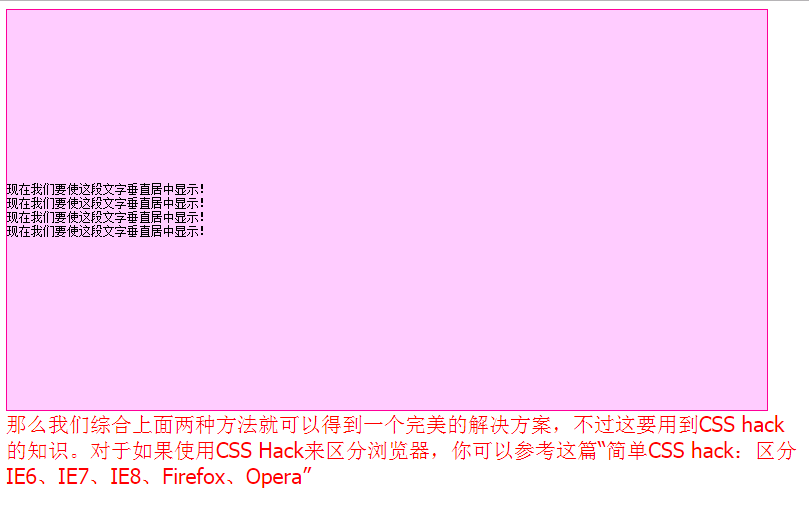 现在我们要使这段文字垂直居中显示!
现在我们要使这段文字垂直居中显示!
现在我们要使这段文字垂直居中显示!
现在我们要使这段文字垂直居中显示!
那么我们综合上面两种方法就可以得到一个完美的解决方案，不过这要用到CSS hack
的知识。对于如果使用CSS Hack来区分浏览器，你可以参考这篇“简单CSS hack：区分
IE6、IE7、IE8、Firefox、Opera”